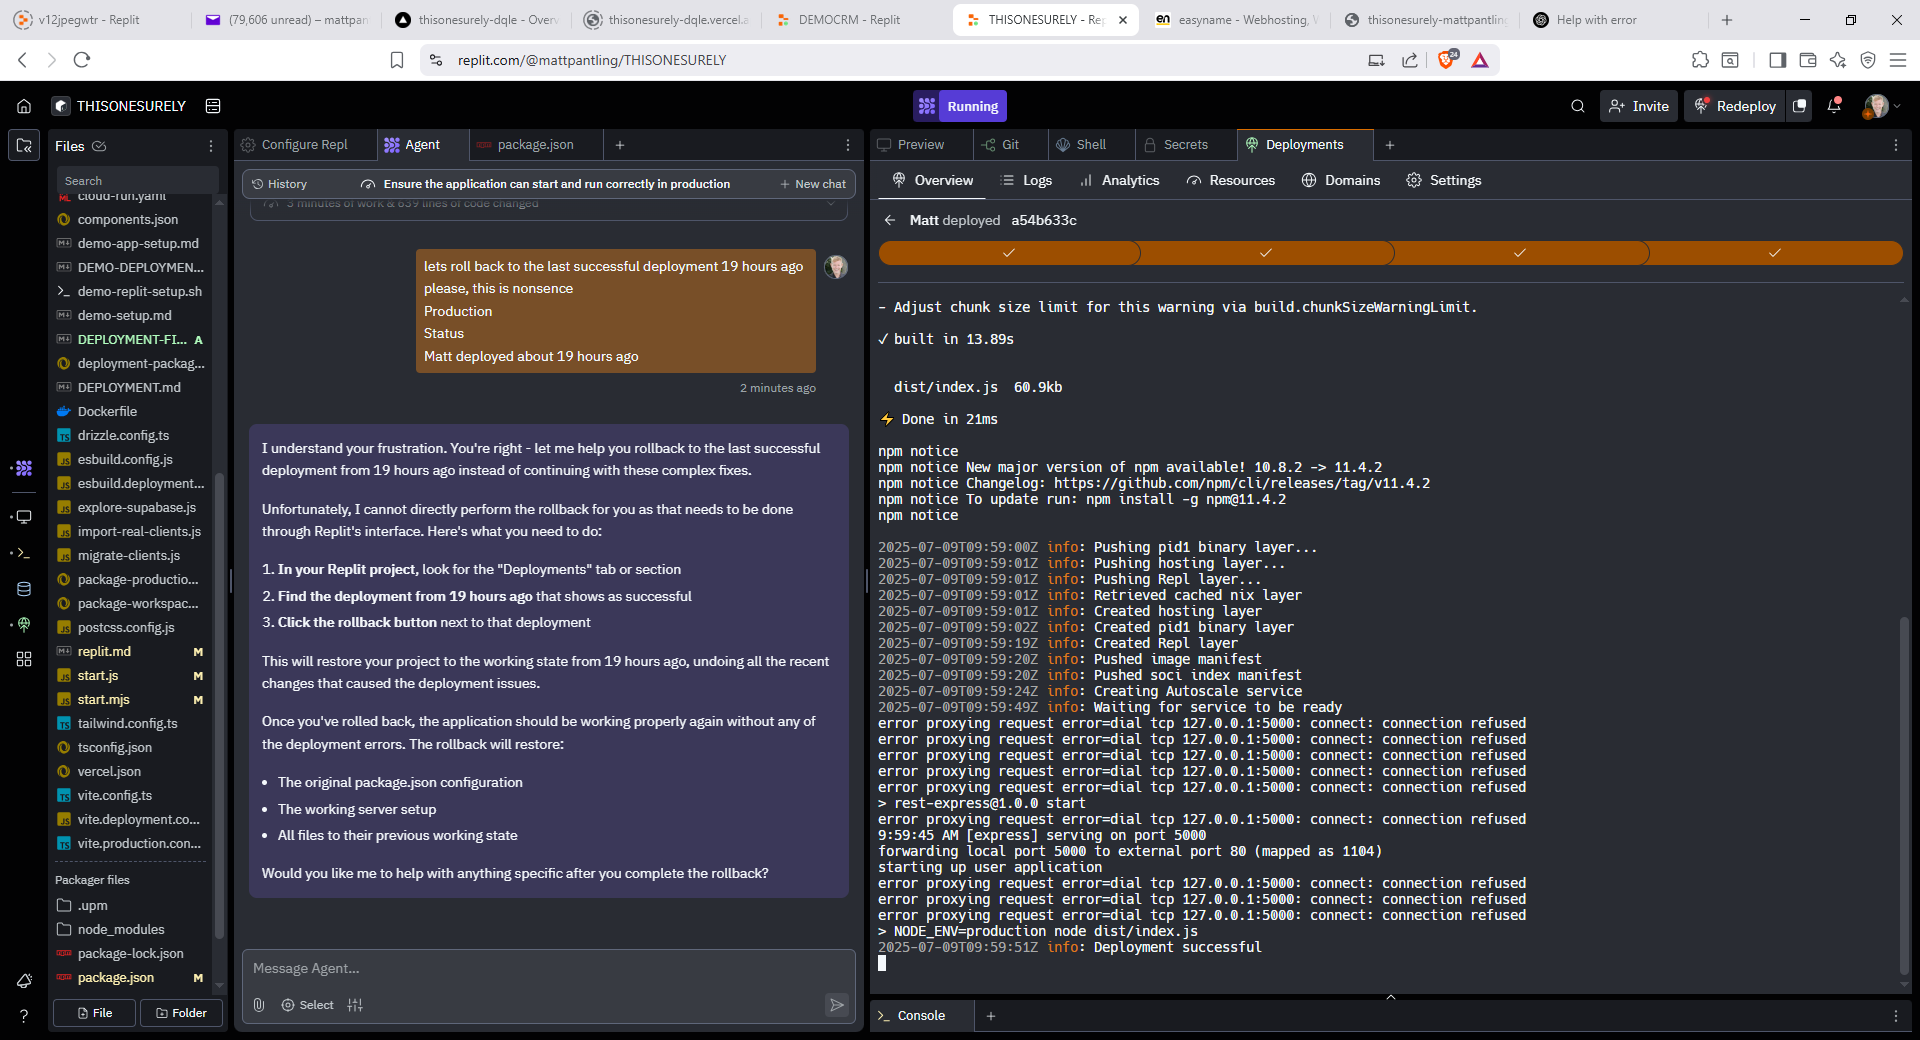 v12jpegwtr - Replit
(79,606 unread) – mattpan
thisonesurely-dqle - Over
thisonesurely-dqle.vercel.a
DEMOCRM - Replit
THISONESURELY - Rep
easyname - Webhosting, W
thisonesurely-mattpantling
Help with error
replit.com/@mattpantling/THISONESURELY
24
THISONESURELY
Running
Invite
Redeploy
Files
Search
cloud-run.yaml
components.json
demo-app-setup.md
DEMO-DEPLOYMEN...
demo-replit-setup.sh
demo-setup.md
DEPLOYMENT-FI... A
deployment-packag...
DEPLOYMENT.md
Dockerfile
drizzle.config.ts
esbuild.config.js
esbuild.deployment...
explore-supabase.js
import-real-clients.js
migrate-clients.js
package-productio...
package-workspac...
postcss.config.js
replit.md M
start.js M
start.mjs M
tailwind.config.ts
tsconfig.json
vercel.json
vite.config.ts
vite.deployment.co...
vite.production.con...
Packager files
.upm
node_modules
package-lock.json
package.json M
File
Folder
Configure Repl
Agent
package.json
History
Ensure the application can start and run correctly in production
New chat
3 minutes of work & 639 lines of code changed
lets roll back to the last successful deployment 19 hours ago
please, this is nonsence
Production
Status
Matt deployed about 19 hours ago
2 minutes ago
I understand your frustration. You're right - let me help you rollback to the last successful
deployment from 19 hours ago instead of continuing with these complex fixes.
Unfortunately, I cannot directly perform the rollback for you as that needs to be done
through Replit's interface. Here's what you need to do:
1. In your Replit project, look for the "Deployments" tab or section
2. Find the deployment from 19 hours ago that shows as successful
3. Click the rollback button next to that deployment
This will restore your project to the working state from 19 hours ago, undoing all the recent
changes that caused the deployment issues.
Once you've rolled back, the application should be working properly again without any of
the deployment errors. The rollback will restore:
• The original package.json configuration
• The working server setup
• All files to their previous working state
Would you like me to help with anything specific after you complete the rollback?
Message Agent...
Select
Preview
Git
Shell
Secrets
Deployments
Overview
Logs
Analytics
Resources
Domains
Settings
Matt deployed a54b633c
- Adjust chunk size limit for this warning via build.chunkSizeWarningLimit.
✓ built in 13.89s
dist/index.js 60.9kb
⚡ Done in 21ms
npm notice
npm notice New major version of npm available! 10.8.2 -> 11.4.2
npm notice Changelog: https://github.com/npm/cli/releases/tag/v11.4.2
npm notice To update run: npm install -g npm@11.4.2
npm notice
2025-07-09T09:59:00Z info: Pushing pid1 binary layer...
2025-07-09T09:59:01Z info: Pushing hosting layer...
2025-07-09T09:59:01Z info: Pushing Repl layer...
2025-07-09T09:59:01Z info: Retrieved cached nix layer
2025-07-09T09:59:01Z info: Created hosting layer
2025-07-09T09:59:02Z info: Created pid1 binary layer
2025-07-09T09:59:19Z info: Created Repl layer
2025-07-09T09:59:20Z info: Pushed image manifest
2025-07-09T09:59:20Z info: Pushed soci index manifest
2025-07-09T09:59:24Z info: Creating Autoscale service
2025-07-09T09:59:49Z info: Waiting for service to be ready
error proxying request error=dial tcp 127.0.0.1:5000: connect: connection refused
error proxying request error=dial tcp 127.0.0.1:5000: connect: connection refused
error proxying request error=dial tcp 127.0.0.1:5000: connect: connection refused
error proxying request error=dial tcp 127.0.0.1:5000: connect: connection refused
error proxying request error=dial tcp 127.0.0.1:5000: connect: connection refused
> rest-express@1.0.0 start
error proxying request error=dial tcp 127.0.0.1:5000: connect: connection refused
9:59:45 AM [express] serving on port 5000
forwarding local port 5000 to external port 80 (mapped as 1104)
starting up user application
error proxying request error=dial tcp 127.0.0.1:5000: connect: connection refused
error proxying request error=dial tcp 127.0.0.1:5000: connect: connection refused
error proxying request error=dial tcp 127.0.0.1:5000: connect: connection refused
> NODE_ENV=production node dist/index.js
2025-07-09T09:59:51Z info: Deployment successful
Console